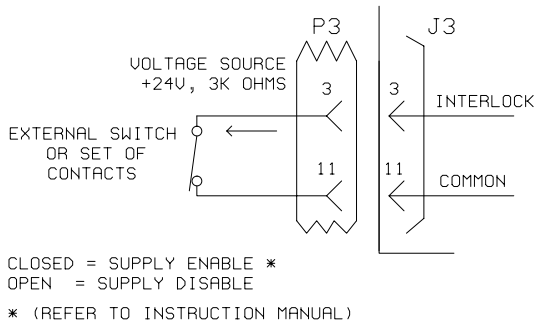 P3
J3
VOLTAGE SOURCE
+24V, 3K OHMS
3
3
INTERLOCK
EXTERNAL SWITCH
OR SET OF
CONTACTS
11
11
COMMON
CLOSED = SUPPLY ENABLE *
OPEN = SUPPLY DISABLE
* (REFER TO INSTRUCTION MANUAL)